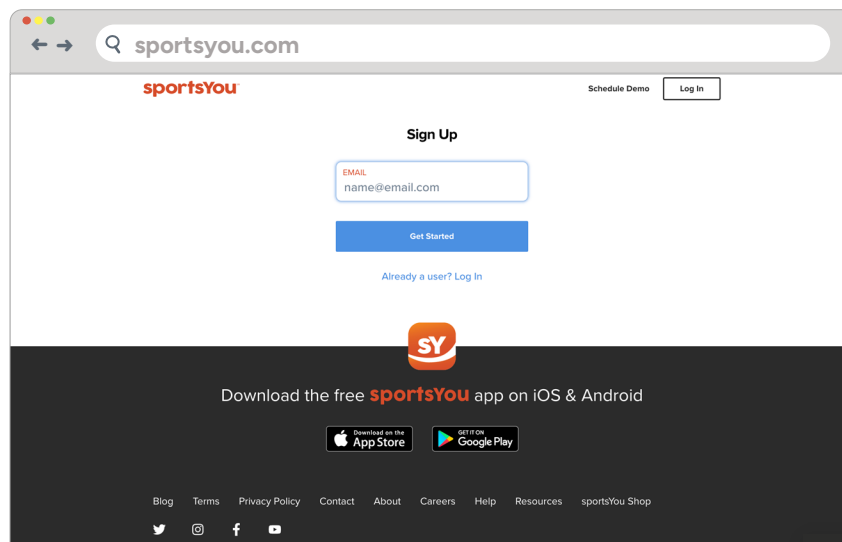 sportsyou.com
sportsYou
Schedule Demo
Log In
Sign Up
EMAIL
name@email.com
Get Started
Already a user? Log In
sY
Download the free sportsYou app on iOS & Android
Download on the
App Store
GET IT ON
Google Play
Blog Terms Privacy Policy Contact About Careers Help Resources sportsYou Shop